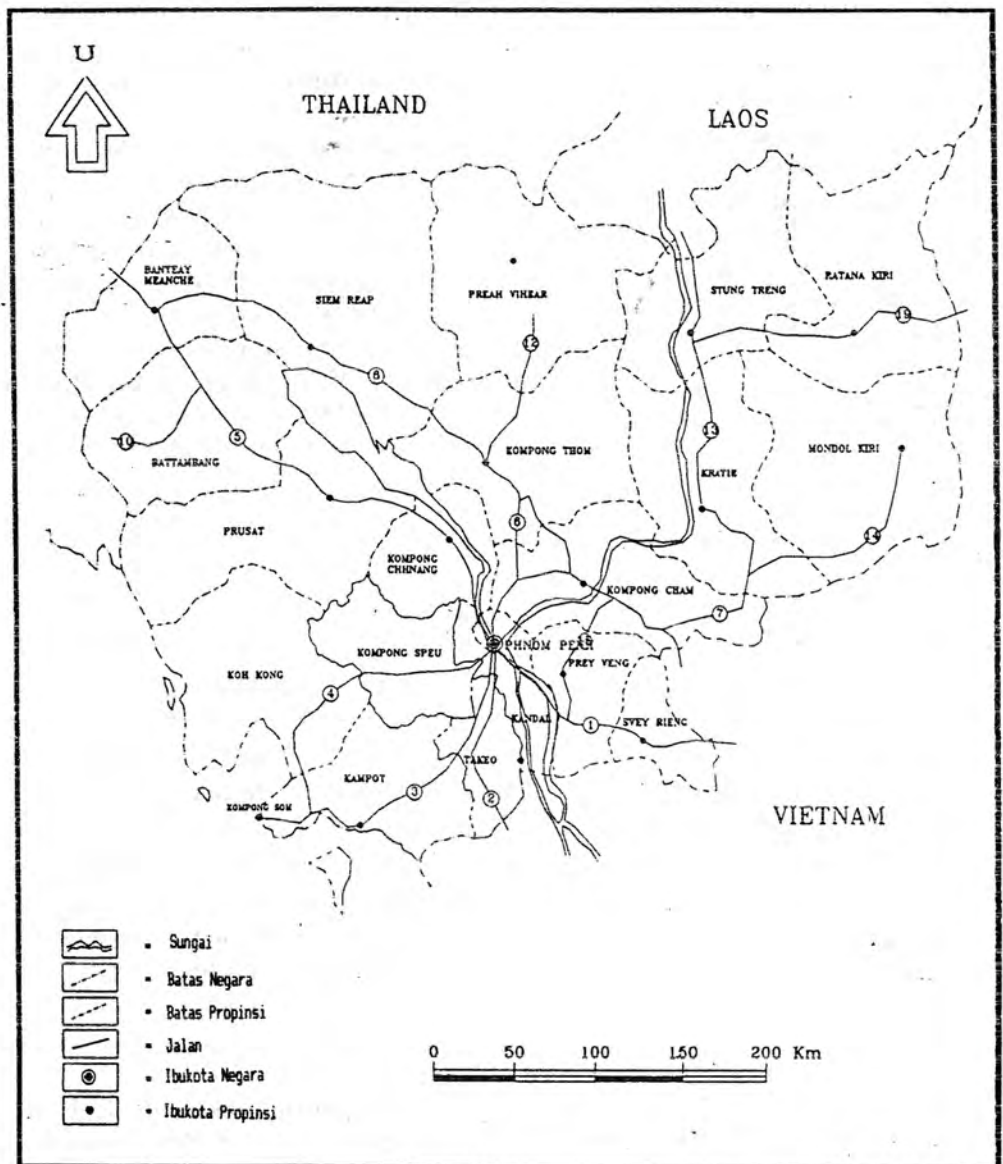 U
THAILAND
LAOS
BANTEAY
MEANCHE
SIEM REAP
PREAH VIHEAR
STUNG TRENG
RATANA KIRI
19
12
6
13
10
5
BATTAMBANG
KOMPONG THOM
KRATIE
MONDOL KIRI
PRUSAT
6
14
KOMPONG
CHHNANG
KOMPONG CHAM
7
PHNOM PENH
KOMPONG SPEU
PREY VENG
KOH KONG
4
KANDAL
1
SVEY RIENG
TAKEO
KAMPOT
3
2
KOMPONG SOM
VIETNAM
= Sungai
= Batas Negara
= Batas Propinsi
= Jalan
= Ibukota Negara
= Ibukota Propinsi
0 50 100 150 200 Km